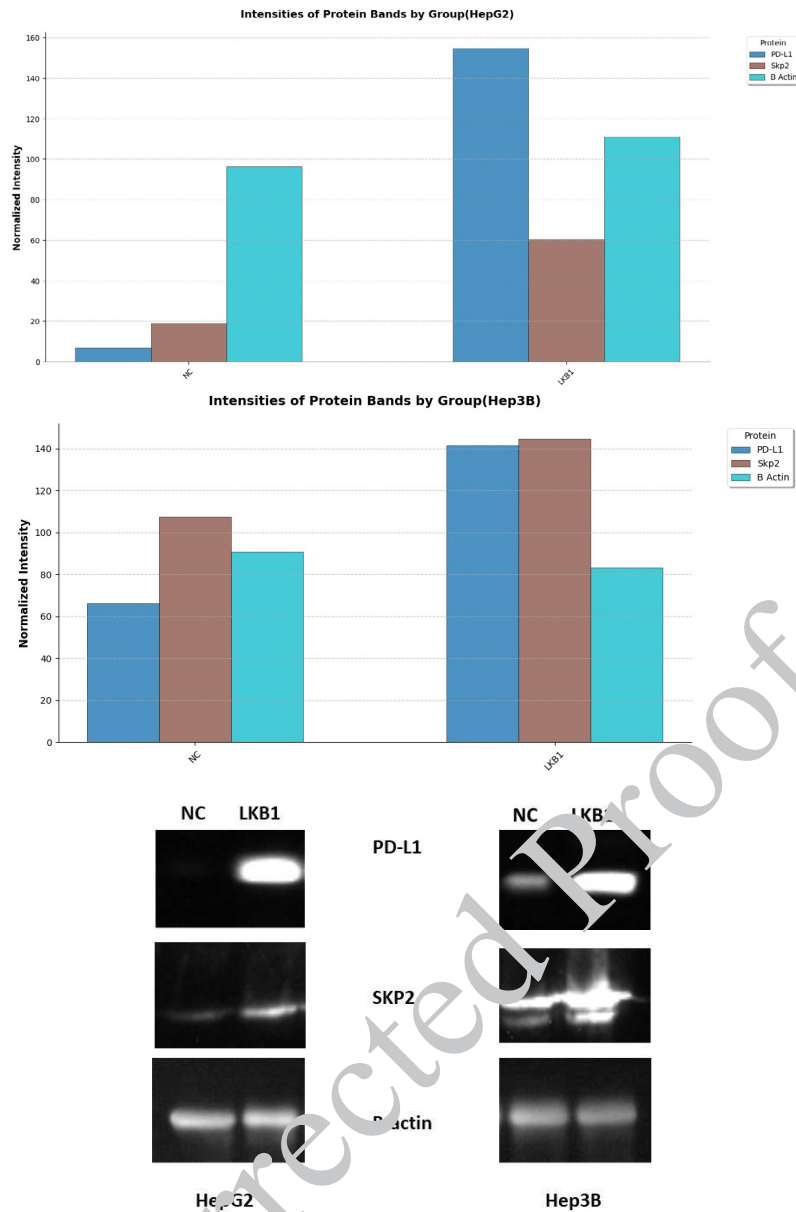 Intensities of Protein Bands by Group(HepG2)
Normalized Intensity
160
140
120
100
80
60
40
20
0
NC
LKB1
Protein
PD-L1
Skp2
B Actin
Intensities of Protein Bands by Group(Hep3B)
Normalized Intensity
140
120
100
80
60
40
20
0
NC
LKB1
Protein
PD-L1
Skp2
B Actin
NC LKB1
PD-L1
NC
SKP2
actin
Hep3B
rected Proof